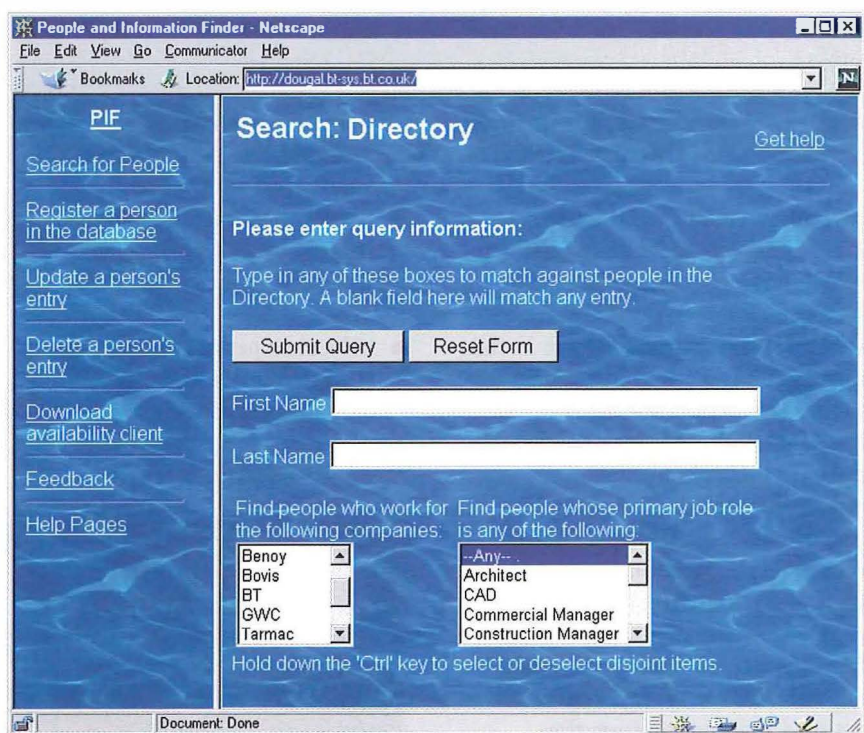 People and Information Finder - Netscape
File Edit View Go Communicator Help
Bookmarks Location: http://dougal.bt-sys.bt.co.uk/
N
PIF
Search for People
Register a person
in the database
Update a person's
entry
Delete a person's
entry
Download
availability client
Feedback
Help Pages
Search: Directory
Get help
Please enter query information:
Type in any of these boxes to match against people in the
Directory. A blank field here will match any entry.
Submit Query Reset Form
First Name
Last Name
Find people who work for
the following companies:
Benoy
Bovis
BT
GWC
Tarmac
Find people whose primary job role
is any of the following:
--Any-- .
Architect
CAD
Commercial Manager
Construction Manager
Hold down the 'Ctrl' key to select or deselect disjoint items.
Document: Done